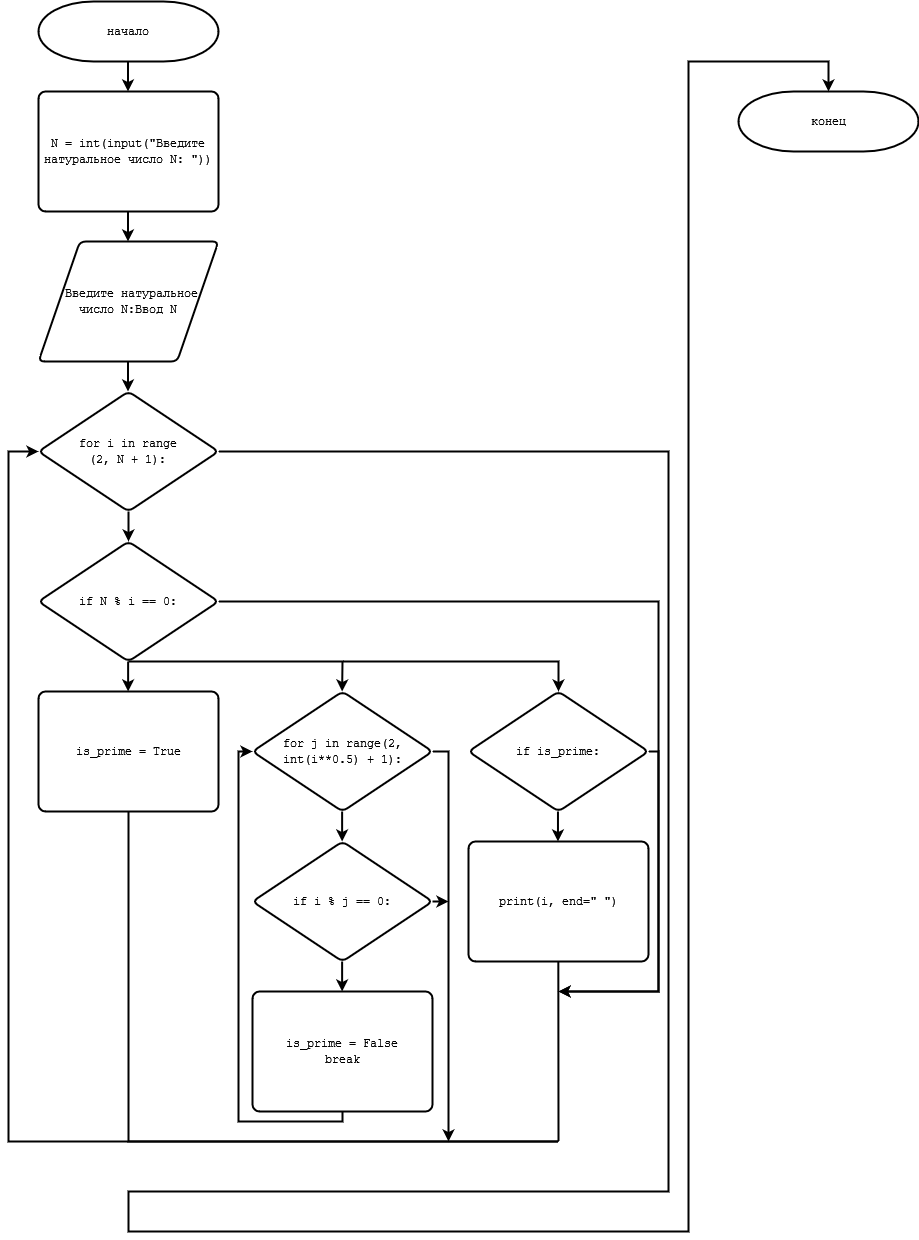 начало
конец
N = int(input("Введите
натуральное число N: "))
Введите натуральное
число N:Ввод N
for i in range
(2, N + 1):
if N % i == 0:
is_prime = True
for j in range(2,
int(i**0.5) + 1):
if is_prime:
if i % j == 0:
print(i, end=" ")
is_prime = False
break